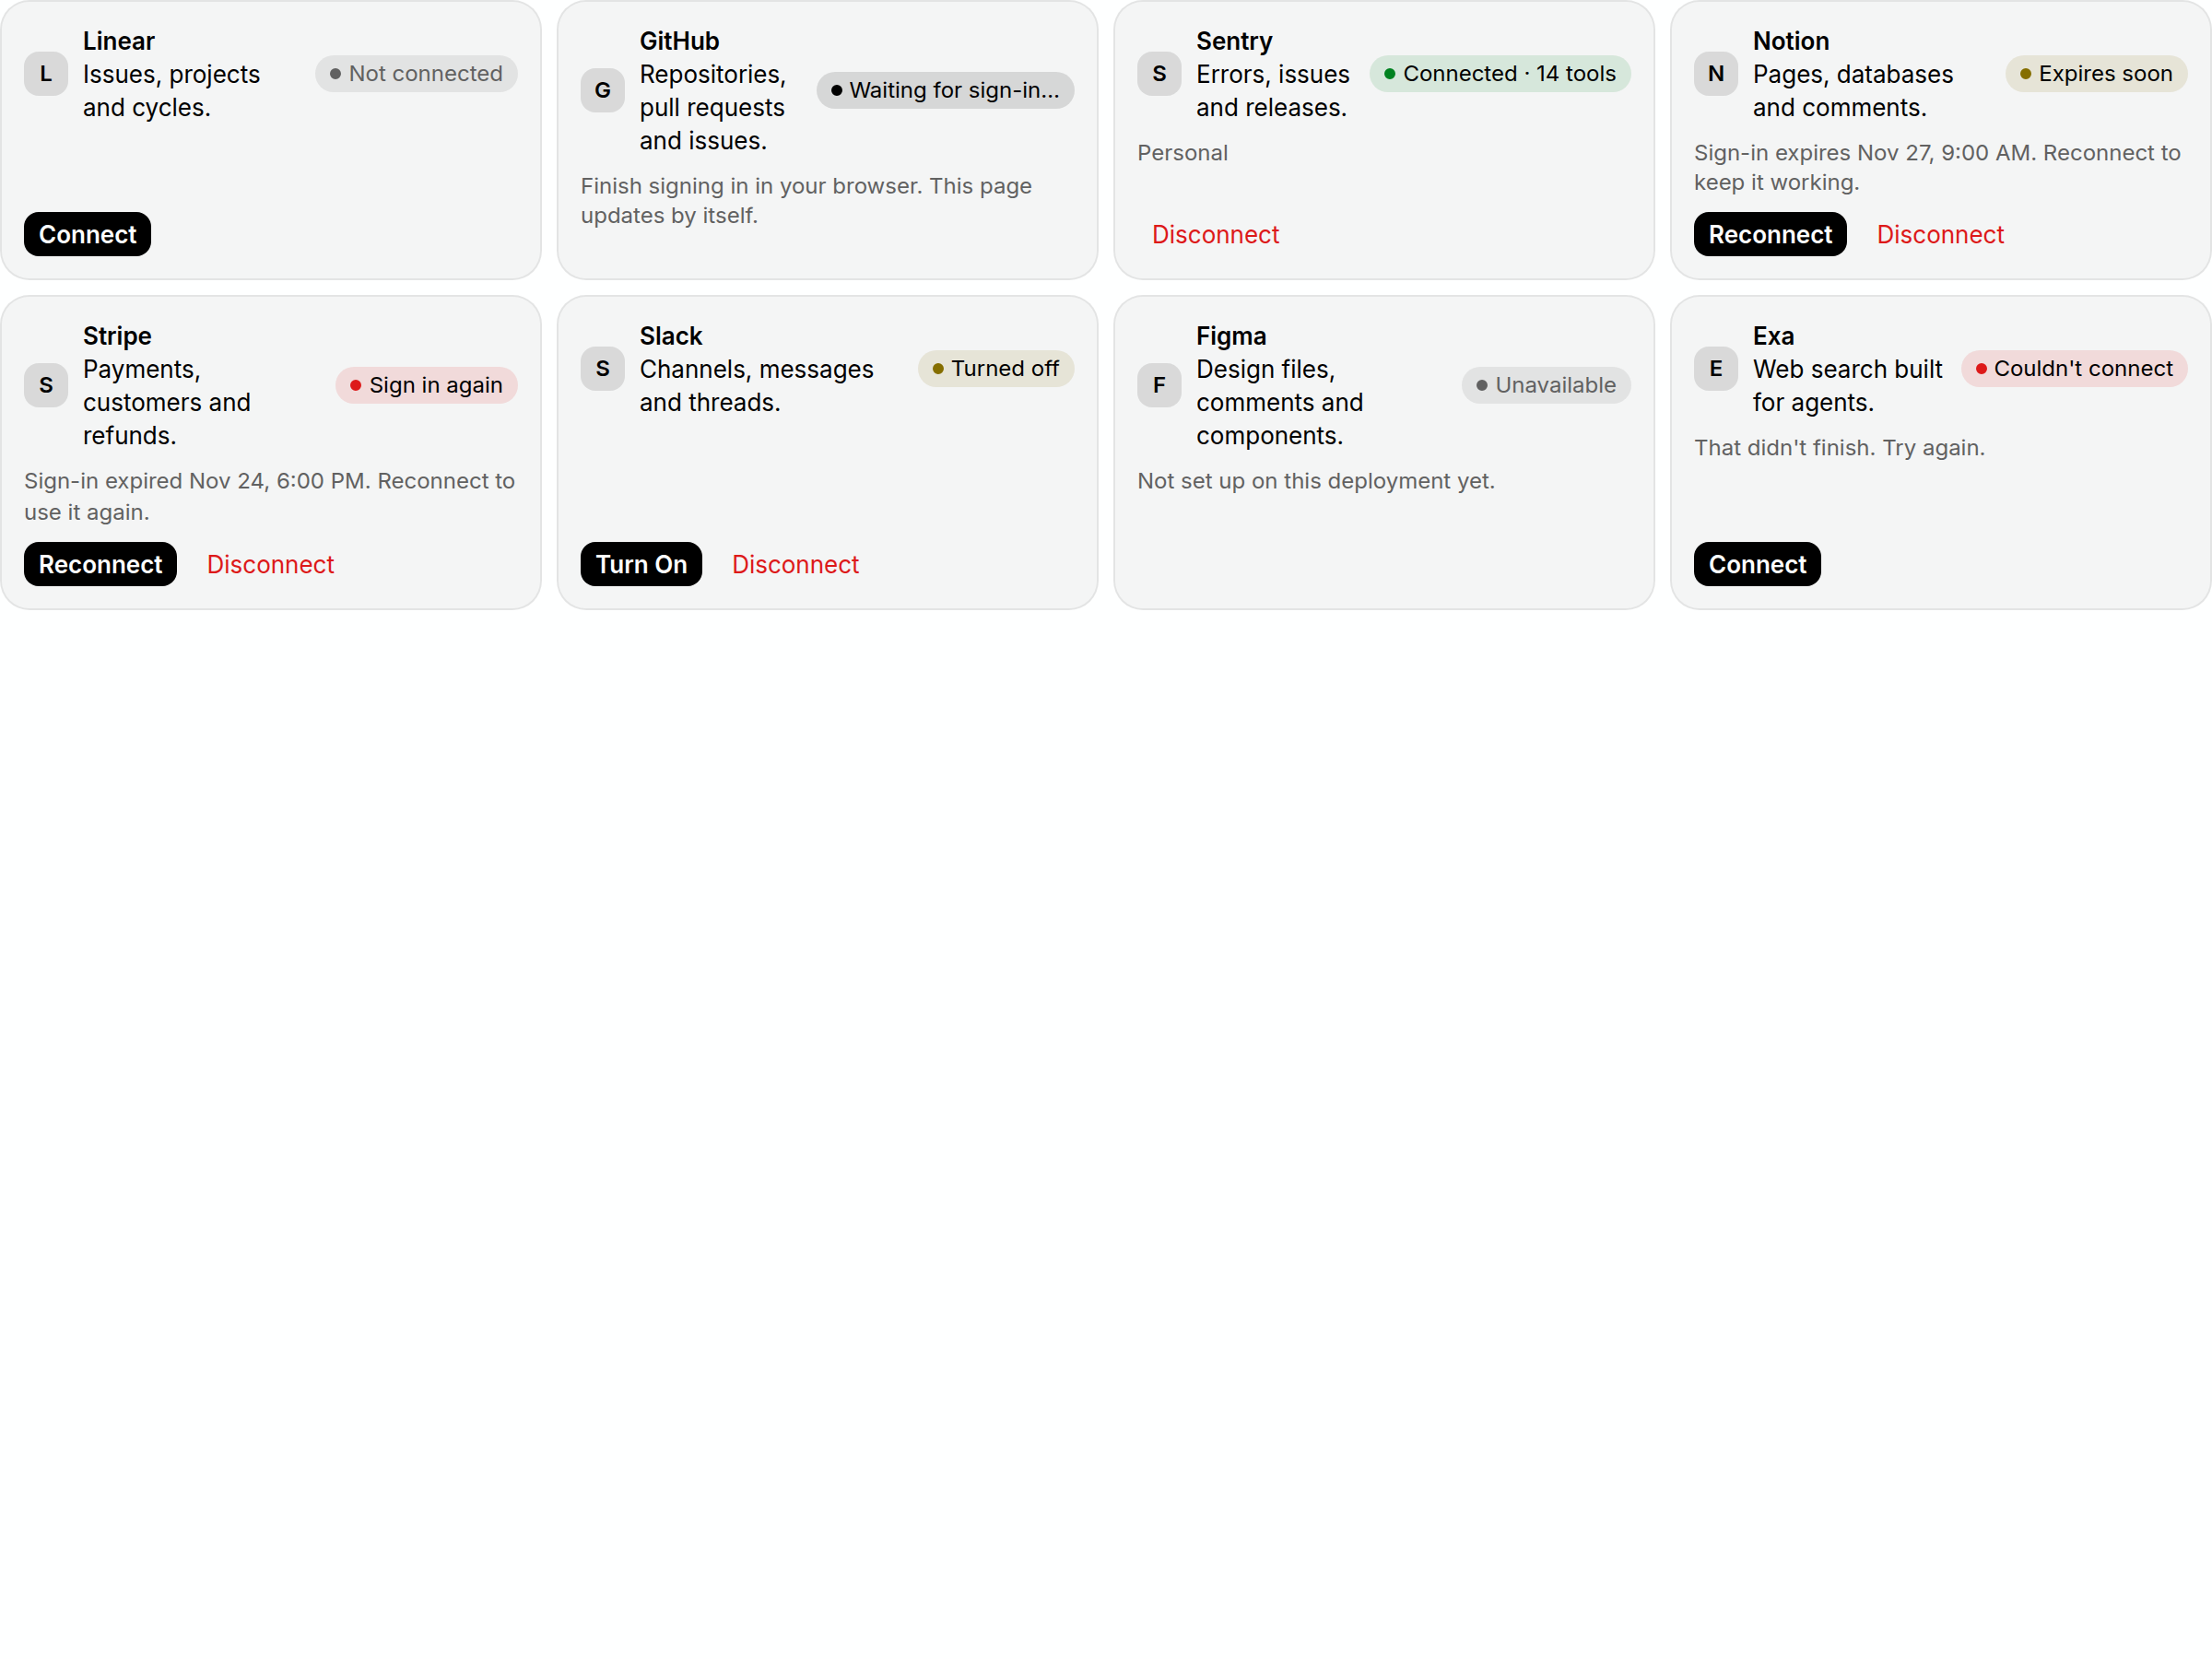 L
Linear
Issues, projects
and cycles.
Not connected
Connect
G
GitHub
Repositories,
pull requests
and issues.
Waiting for sign-in...
Finish signing in in your browser. This page
updates by itself.
S
Sentry
Errors, issues
and releases.
Connected · 14 tools
Personal
Disconnect
N
Notion
Pages, databases
and comments.
Expires soon
Sign-in expires Nov 27, 9:00 AM. Reconnect to
keep it working.
Reconnect
Disconnect
S
Stripe
Payments,
customers and
refunds.
Sign in again
Sign-in expired Nov 24, 6:00 PM. Reconnect to
use it again.
Reconnect
Disconnect
S
Slack
Channels, messages
and threads.
Turned off
Turn On
Disconnect
F
Figma
Design files,
comments and
components.
Unavailable
Not set up on this deployment yet.
E
Exa
Web search built
for agents.
Couldn't connect
That didn't finish. Try again.
Connect